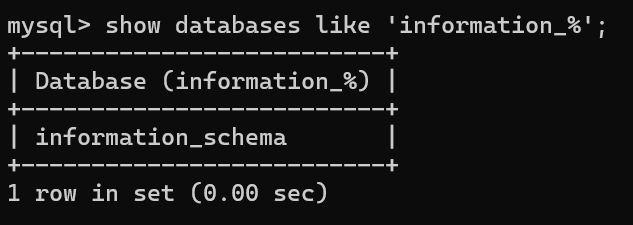 mysql> show databases like 'information_%';
+--------------------------+
| Database (information_%) |
+--------------------------+
| information_schema       |
+--------------------------+
1 row in set (0.00 sec)